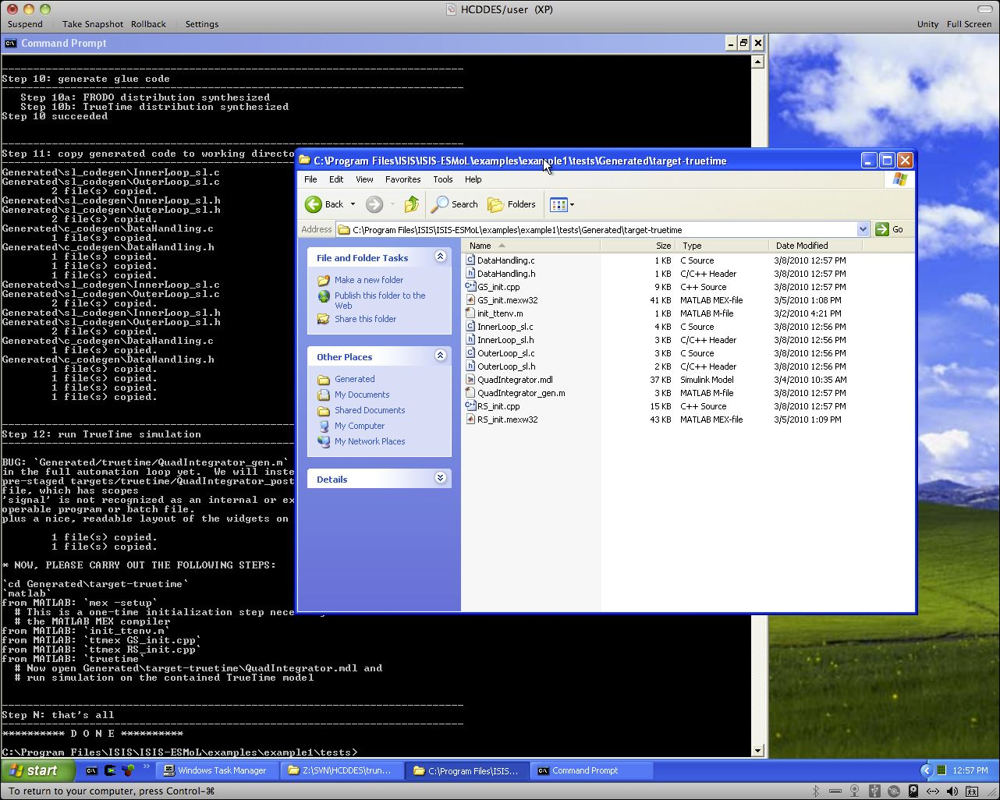 HCDDES/user (XP)
Suspend Take Snapshot Rollback Settings Unity Full Screen
Command Prompt
Step 10: generate glue code
Step 10a: FRODO distribution synthesized
Step 10b: TrueTime distribution synthesized
Step 10 succeeded
Step 11: copy generated code to working directo
Generated\sl_codegen\InnerLoop_sl.c
Generated\sl_codegen\OuterLoop_sl.c
2 file(s) copied.
Generated\sl_codegen\InnerLoop_sl.h
Generated\sl_codegen\OuterLoop_sl.h
2 file(s) copied.
Generated\c_codegen\DataHandling.c
1 file(s) copied.
Generated\c_codegen\DataHandling.h
1 file(s) copied.
1 file(s) copied.
1 file(s) copied.
Generated\sl_codegen\InnerLoop_sl.c
Generated\sl_codegen\OuterLoop_sl.c
2 file(s) copied.
Generated\sl_codegen\InnerLoop_sl.h
Generated\sl_codegen\OuterLoop_sl.h
2 file(s) copied.
Generated\c_codegen\DataHandling.c
1 file(s) copied.
Generated\c_codegen\DataHandling.h
1 file(s) copied.
1 file(s) copied.
1 file(s) copied.
1 file(s) copied.
Step 12: run TrueTime simulation
BUG: `Generated/truetime/QuadIntegrator_gen.m`
in the full automation loop yet.  We will inste
pre-staged targets/truetime/QuadIntegrator_post
file, which has scopes
'signal' is not recognized as an internal or ex
operable program or batch file.
plus a nice, readable layout of the widgets on
1 file(s) copied.
1 file(s) copied.
* NOW, PLEASE CARRY OUT THE FOLLOWING STEPS:
`cd Generated\target-truetime`
`matlab`
from MATLAB: `mex -setup`
# This is a one-time initialization step nece
# the MATLAB MEX compiler
from MATLAB: `init_ttenv.m`
from MATLAB: `ttmex GS_init.cpp`
from MATLAB: `ttmex RS_init.cpp`
from MATLAB: `truetime`
# Now open Generated\target-truetime\QuadIntegrator.mdl and
# run simulation on the contained TrueTime model
Step N: that's all
********** D O N E **********
C:\Program Files\ISIS\ISIS-ESMoL\examples\example1\tests>
C:\Program Files\ISIS\ISIS-ESMoL\examples\example1\tests\Generated\target-truetime
File Edit View Favorites Tools Help
Back Search Folders
Address C:\Program Files\ISIS\ISIS-ESMoL\examples\example1\tests\Generated\target-truetime Go
File and Folder Tasks
Make a new folder
Publish this folder to the
Web
Share this folder
Other Places
Generated
My Documents
Shared Documents
My Computer
My Network Places
Details
Name Size Type Date Modified
DataHandling.c 1 KB C Source 3/8/2010 12:57 PM
DataHandling.h 1 KB C/C++ Header 3/8/2010 12:57 PM
GS_init.cpp 9 KB C++ Source 3/8/2010 12:57 PM
GS_init.mexw32 41 KB MATLAB MEX-file 3/5/2010 1:08 PM
init_ttenv.m 1 KB MATLAB M-file 3/2/2010 4:21 PM
InnerLoop_sl.c 4 KB C Source 3/8/2010 12:56 PM
InnerLoop_sl.h 3 KB C/C++ Header 3/8/2010 12:56 PM
OuterLoop_sl.c 3 KB C Source 3/8/2010 12:56 PM
OuterLoop_sl.h 2 KB C/C++ Header 3/8/2010 12:56 PM
QuadIntegrator.mdl 37 KB Simulink Model 3/4/2010 10:35 AM
QuadIntegrator_gen.m 3 KB MATLAB M-file 3/8/2010 12:57 PM
RS_init.cpp 15 KB C++ Source 3/8/2010 12:57 PM
RS_init.mexw32 43 KB MATLAB MEX-file 3/5/2010 1:09 PM
start Windows Task Manager Z:\SVN\HCDDES\trun... C:\Program Files\ISIS... Command Prompt 12:57 PM
To return to your computer, press Control-⌘